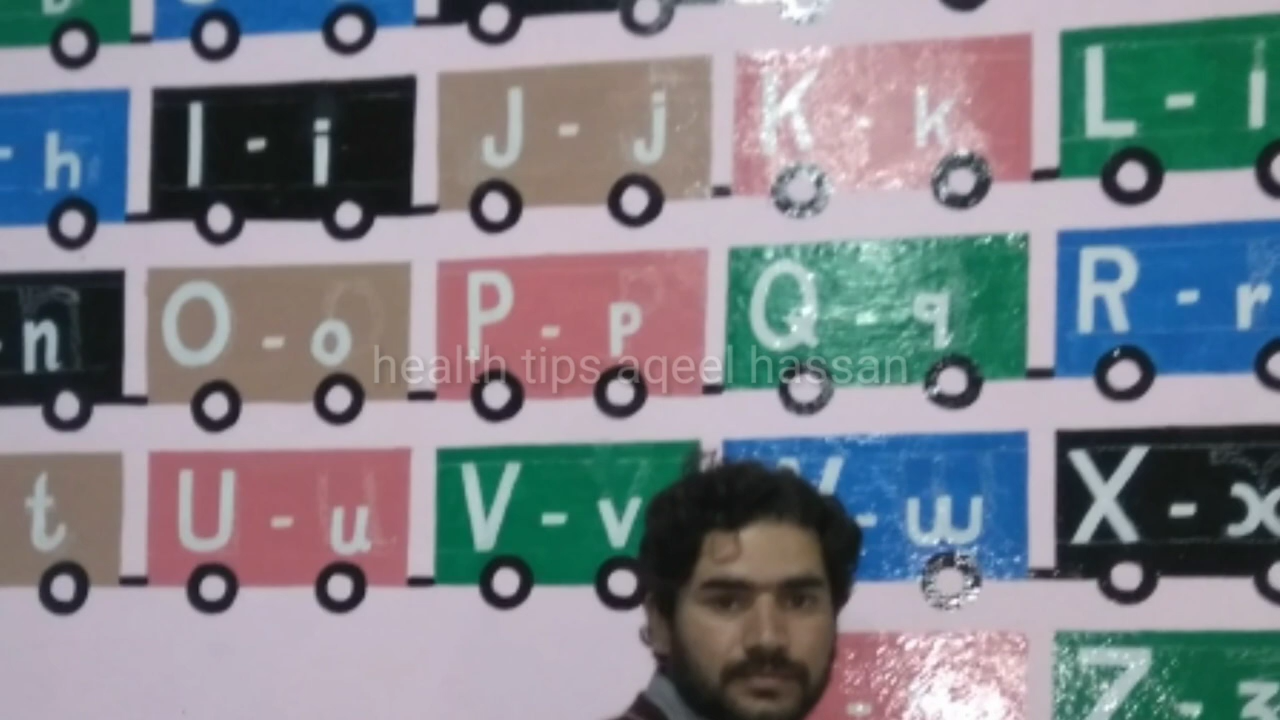 h I - i J - j K - k L - l
- n O - o P - p Q - q R - r
health tips aqeel hassan
t U - u V - v W - w X - x
- Z - z